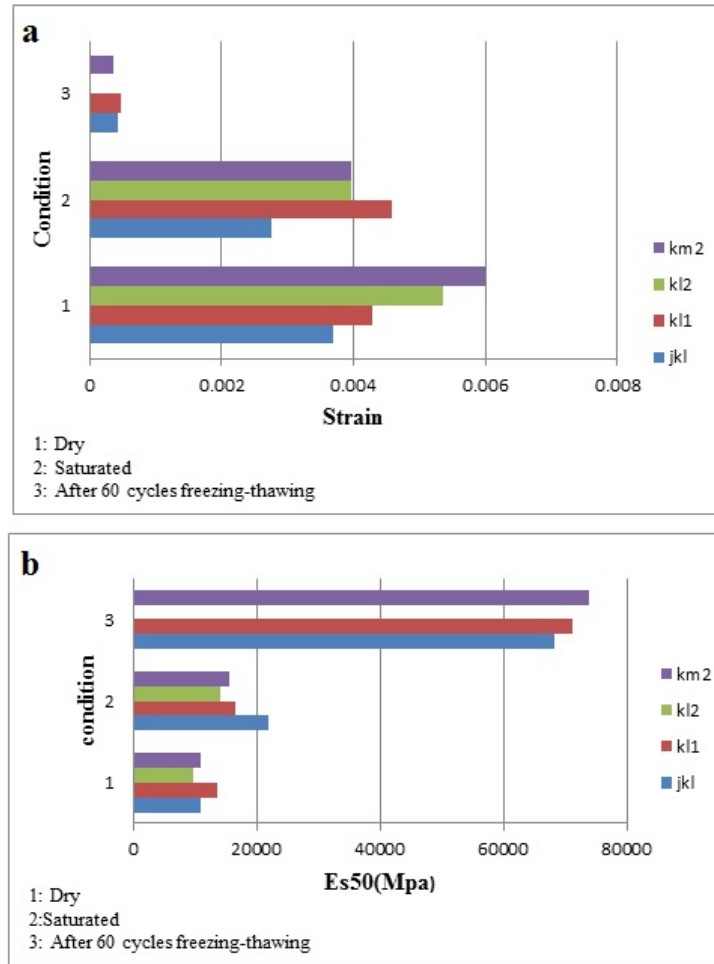 a
3
2
1
Condition
0 0.002 0.004 0.006 0.008
Strain
km2
kl2
kl1
jkl
1: Dry
2: Saturated
3: After 60 cycles freezing-thawing
b
3
2
1
condition
0 20000 40000 60000 80000
Es50(Mpa)
km2
kl2
kl1
jkl
1: Dry
2:Saturated
3: After 60 cycles freezing-thawing